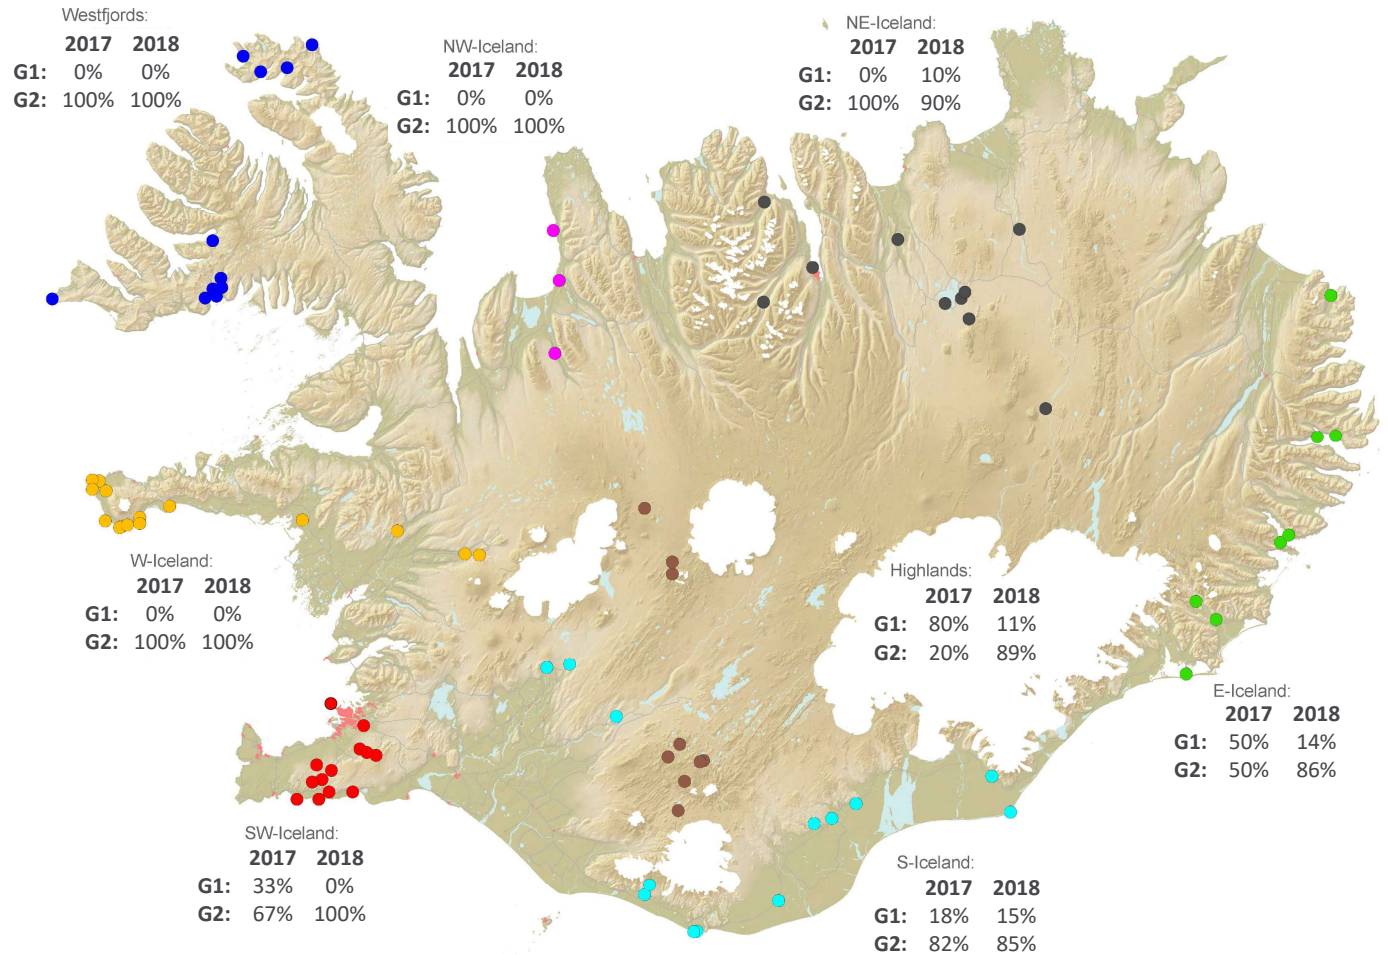 Westfjords:
2017 2018
G1: 0% 0%
G2: 100% 100%
NW-Iceland:
2017 2018
G1: 0% 0%
G2: 100% 100%
NE-Iceland:
2017 2018
G1: 0% 10%
G2: 100% 90%
W-Iceland:
2017 2018
G1: 0% 0%
G2: 100% 100%
Highlands:
2017 2018
G1: 80% 11%
G2: 20% 89%
E-Iceland:
2017 2018
G1: 50% 14%
G2: 50% 86%
SW-Iceland:
2017 2018
G1: 33% 0%
G2: 67% 100%
S-Iceland:
2017 2018
G1: 18% 15%
G2: 82% 85%